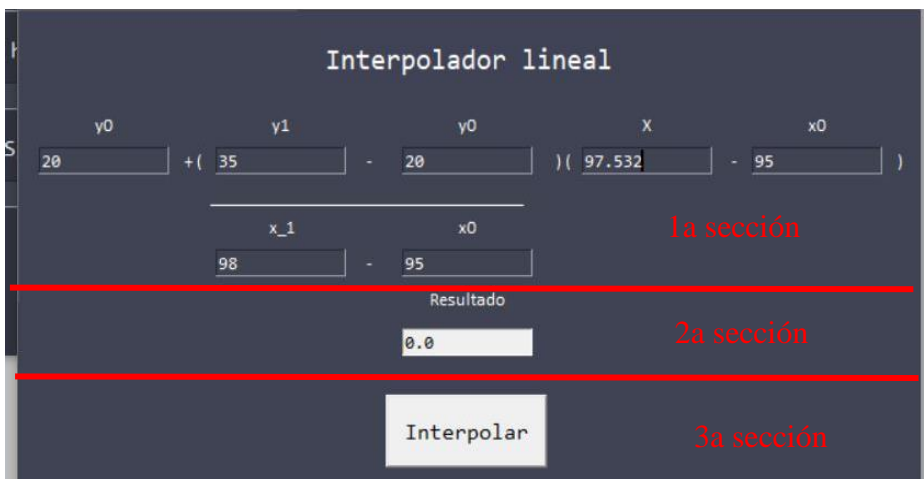 Interpolador lineal
y0 y1 y0 X x0
20 +( 35 - 20 )( 97.532 - 95 )
x_1 x0 1a sección
98 - 95
Resultado
0.0 2a sección
Interpolar 3a sección